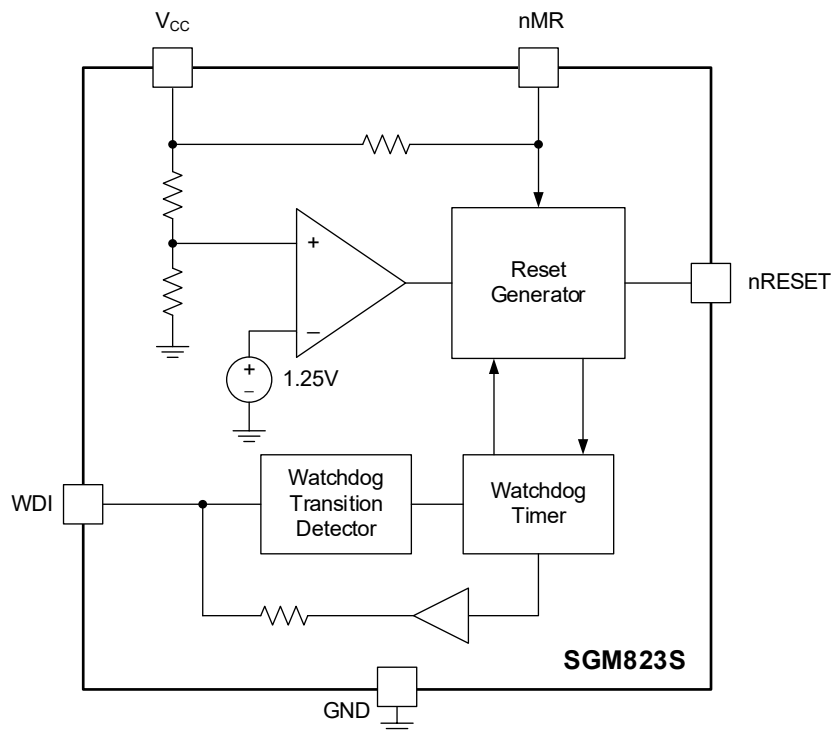 VCC
nMR
+
−
Reset
Generator
nRESET
+
−
1.25V
WDI
Watchdog
Transition
Detector
Watchdog
Timer
SGM823S
GND